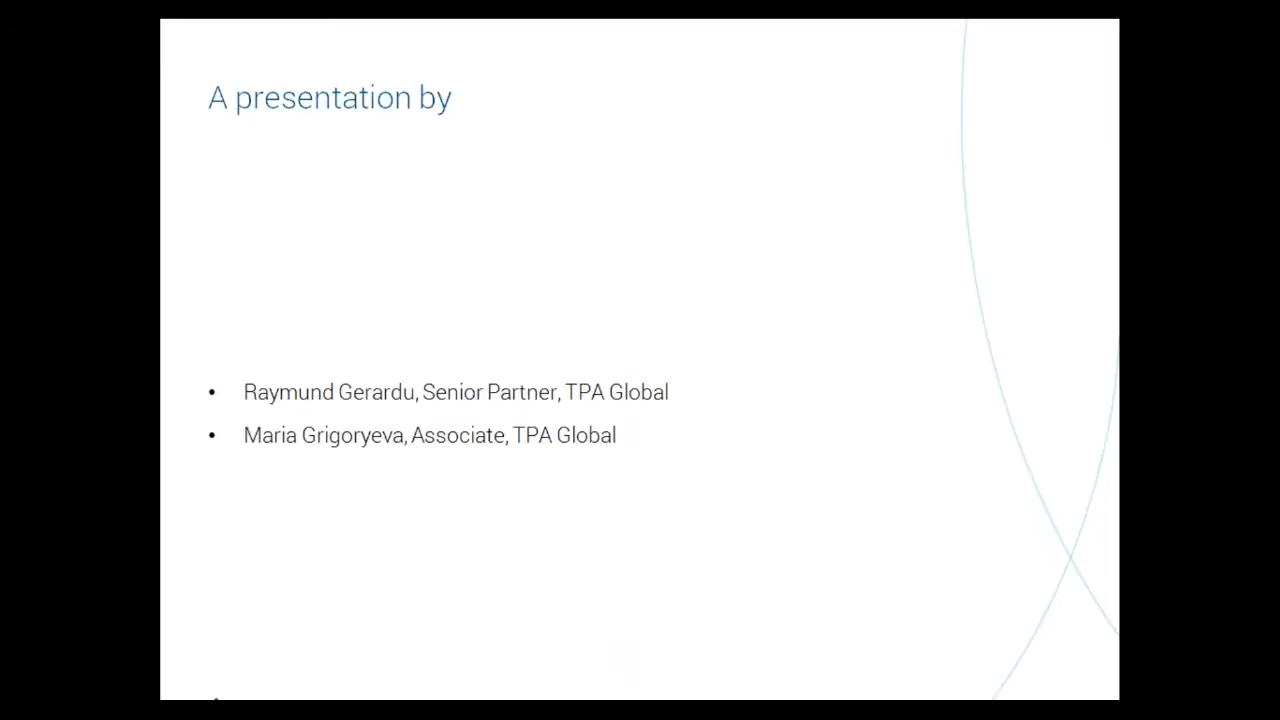 A presentation by
• Raymund Gerardu, Senior Partner, TPA Global
• Maria Grigoryeva, Associate, TPA Global